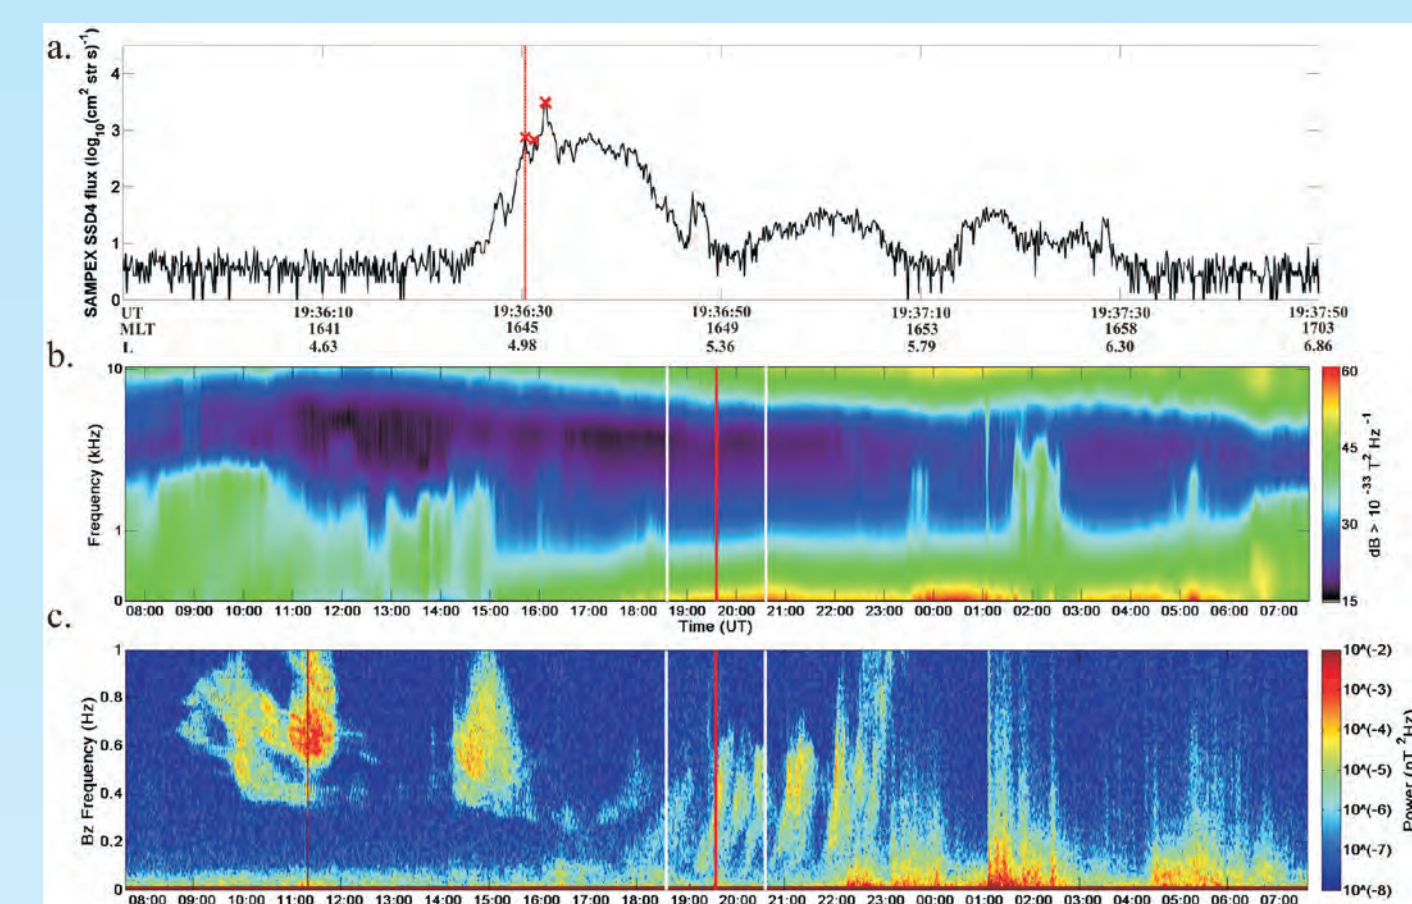 a.
SAMPEX SSD4 flux (log10(cm2 str s)-1)
4
3
2
1
0
UT 19:36:10 19:36:30 19:36:50 19:37:10 19:37:30 19:37:50
MLT 1641 1645 1649 1653 1658 1703
L 4.63 4.98 5.36 5.79 6.30 6.86
b.
Frequency (kHz)
10
1
0
08:00 09:00 10:00 11:00 12:00 13:00 14:00 15:00 16:00 17:00 18:00 19:00 20:00 21:00 22:00 23:00 00:00 01:00 02:00 03:00 04:00 05:00 06:00 07:00
Time (UT)
60
45
30
15
dB > 10 -33 T2 Hz -1
c.
Bz Frequency (Hz)
1
0.8
0.6
0.4
0.2
0
08:00 09:00 10:00 11:00 12:00 13:00 14:00 15:00 16:00 17:00 18:00 19:00 20:00 21:00 22:00 23:00 00:00 01:00 02:00 03:00 04:00 05:00 06:00 07:00
10^(-2)
10^(-3)
10^(-4)
10^(-5)
10^(-6)
10^(-7)
10^(-8)
Power (nT2Hz)